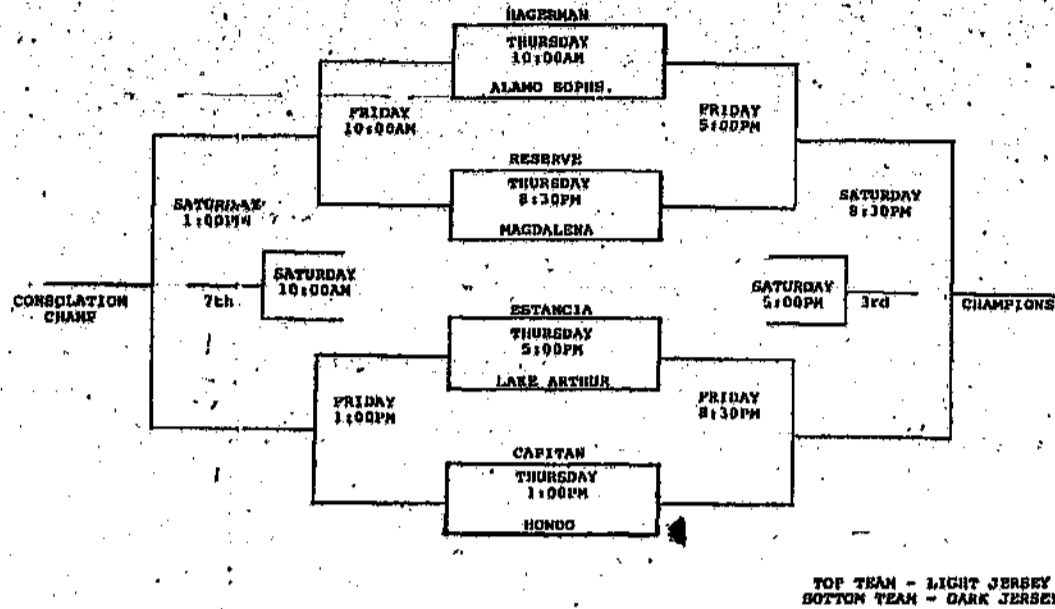 HAGERMAN
THURSDAY
10:00AM
ALAMO SOPHS.
FRIDAY
10:00AM
FRIDAY
5:00PM
RESERVE
THURSDAY
8:30PM
MAGDALENA
SATURDAY
1:00PM
SATURDAY
8:30PM
SATURDAY
10:00AM
7th
CONSOLATION
CHAMP
SATURDAY
5:00PM
3rd
CHAMPIONS
ESTANCIA
THURSDAY
5:00PM
LAKE ARTHUR
FRIDAY
1:00PM
FRIDAY
8:30PM
CAPITAN
THURSDAY
1:00PM
HONDO
TOP TEAM - LIGHT JERSEY
BOTTOM TEAM - DARK JERSEY